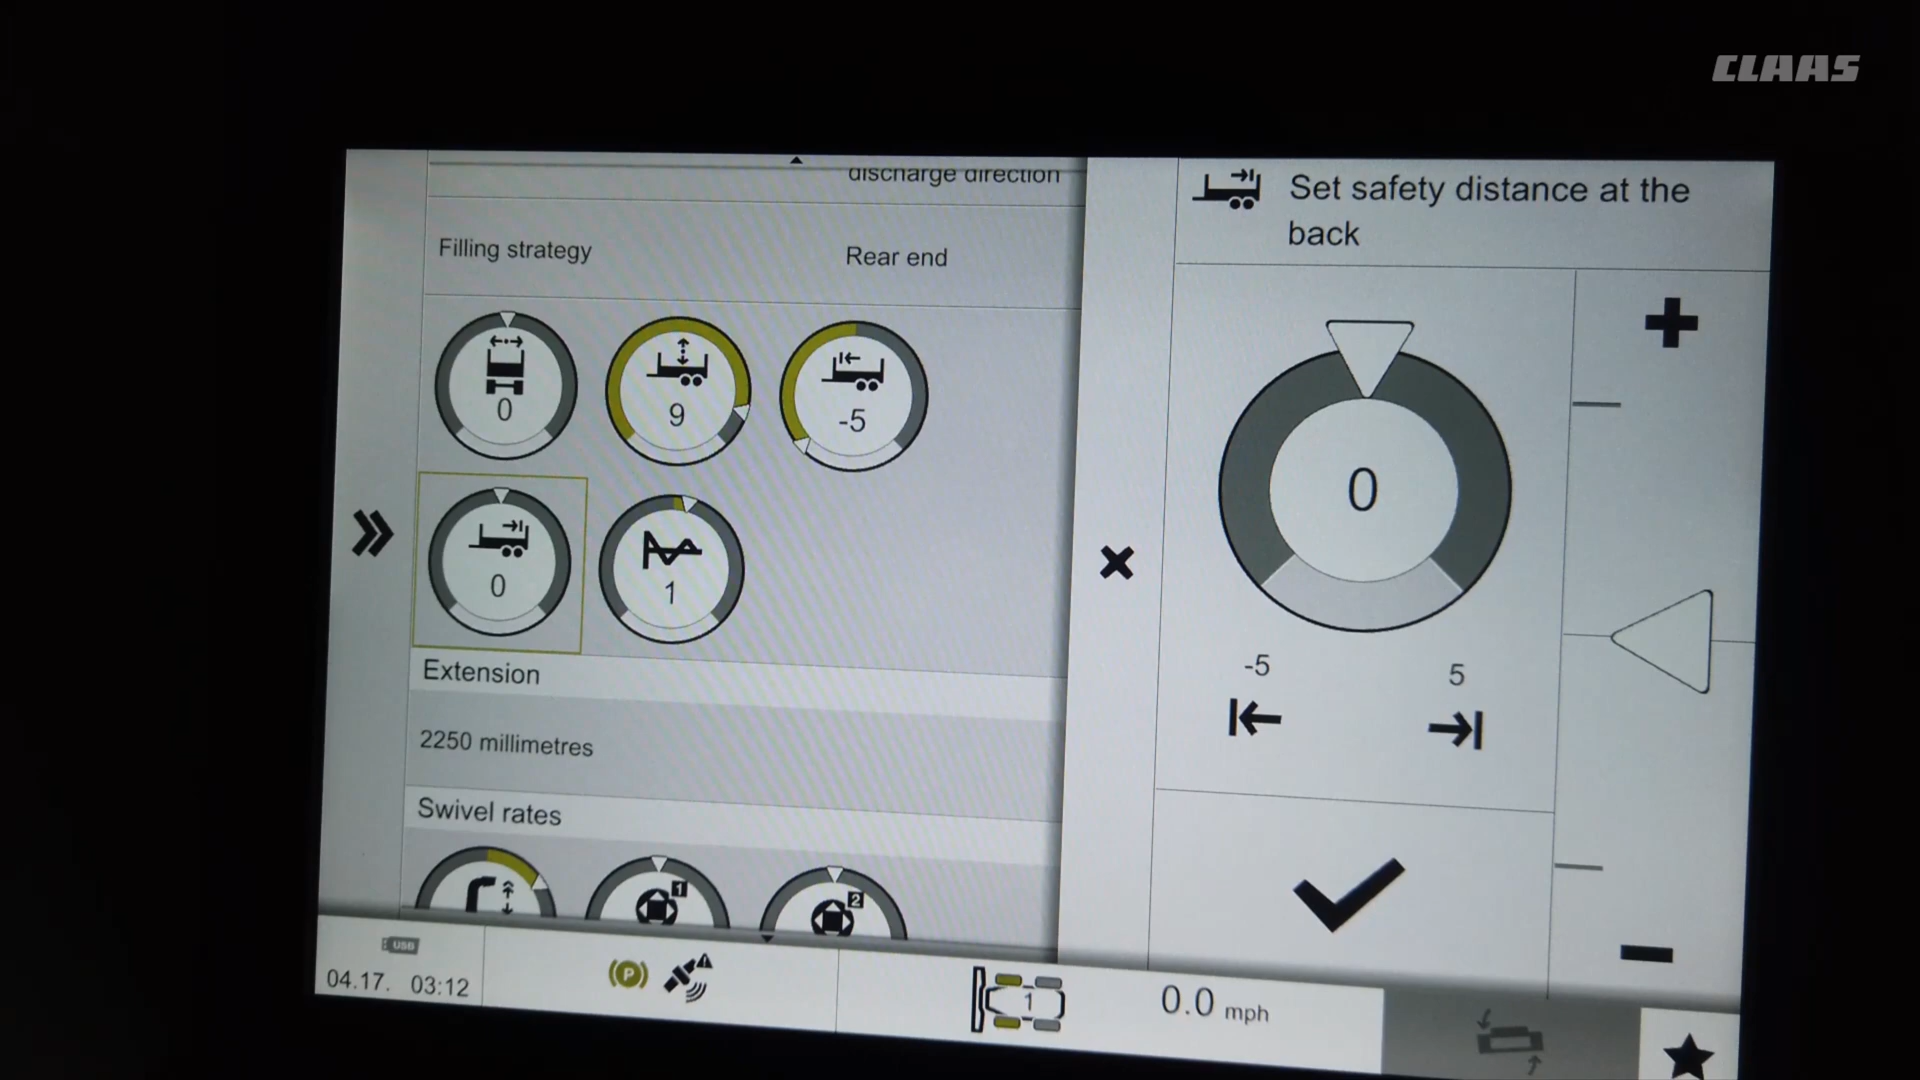 CLAAS
discharge direction
Set safety distance at the
back
Filling strategy
Rear end
0
9
-5
0
1
0
-5
5
Extension
2250 millimetres
Swivel rates
1
2
USB
04.17. 03:12
P
1
0.0 mph